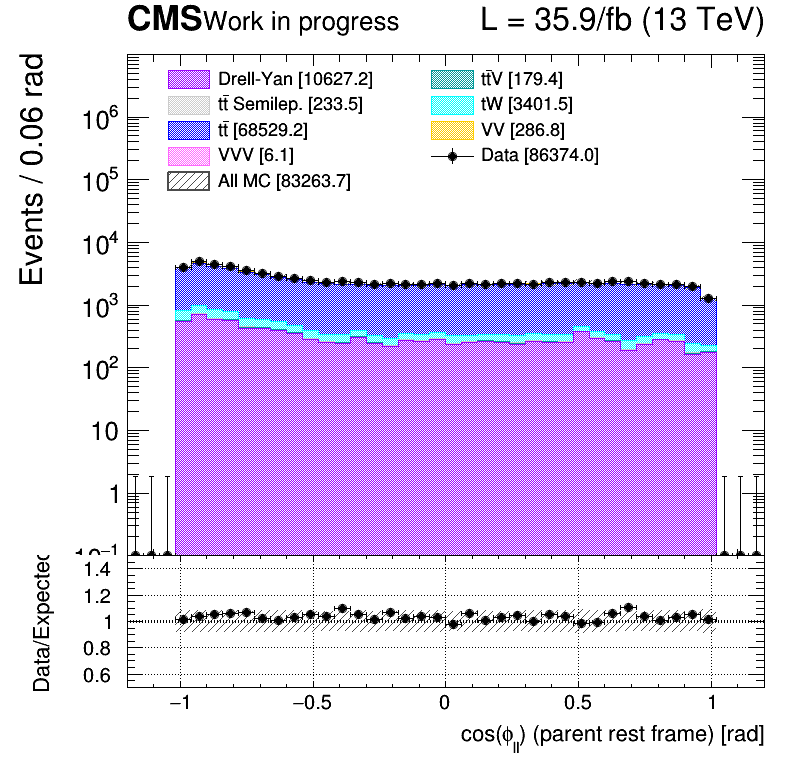 CMS Work in progress L = 35.9/fb (13 TeV)
Events / 0.06 rad
Drell-Yan [10627.2]
tt̄ Semilep. [233.5]
tt̄ [68529.2]
VVV [6.1]
All MC [83263.7]
tt̄V [179.4]
tW [3401.5]
VV [286.8]
Data [86374.0]
10⁶
10⁵
10⁴
10³
10²
10
1
10⁻¹
Data/Expected
1.4
1.2
1
0.8
0.6
−1 −0.5 0 0.5 1
cos(ϕ_ll) (parent rest frame) [rad]